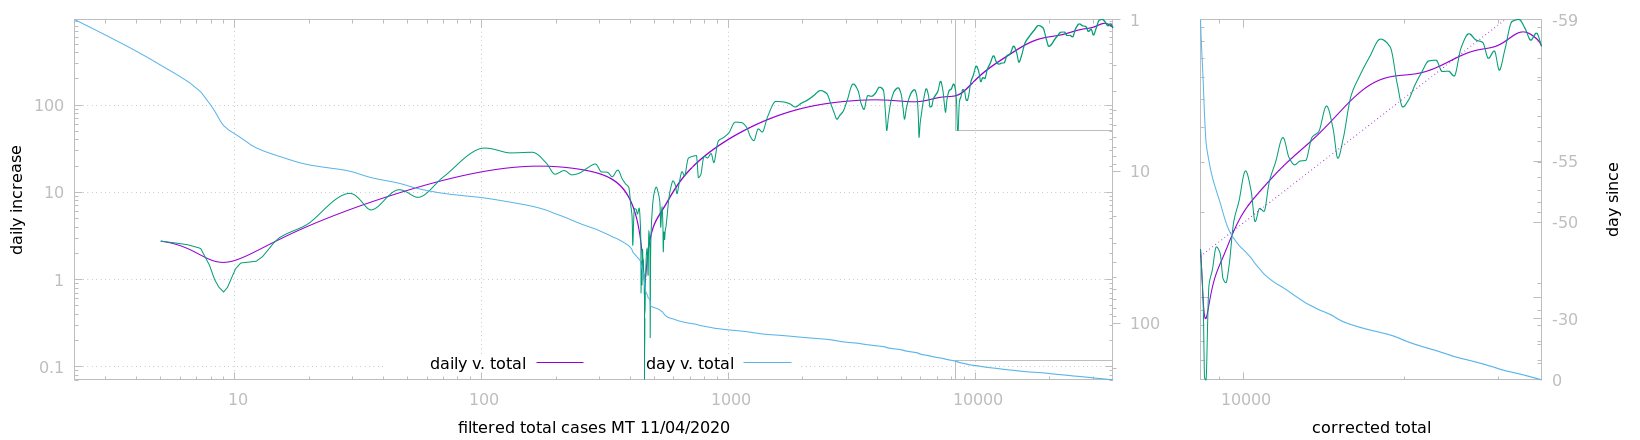 1
-59
100
daily increase
10
10
-55
-50
day since
1
100
-30
0.1
daily v. total
day v. total
0
10
100
1000
10000
10000
filtered total cases MT 11/04/2020
corrected total